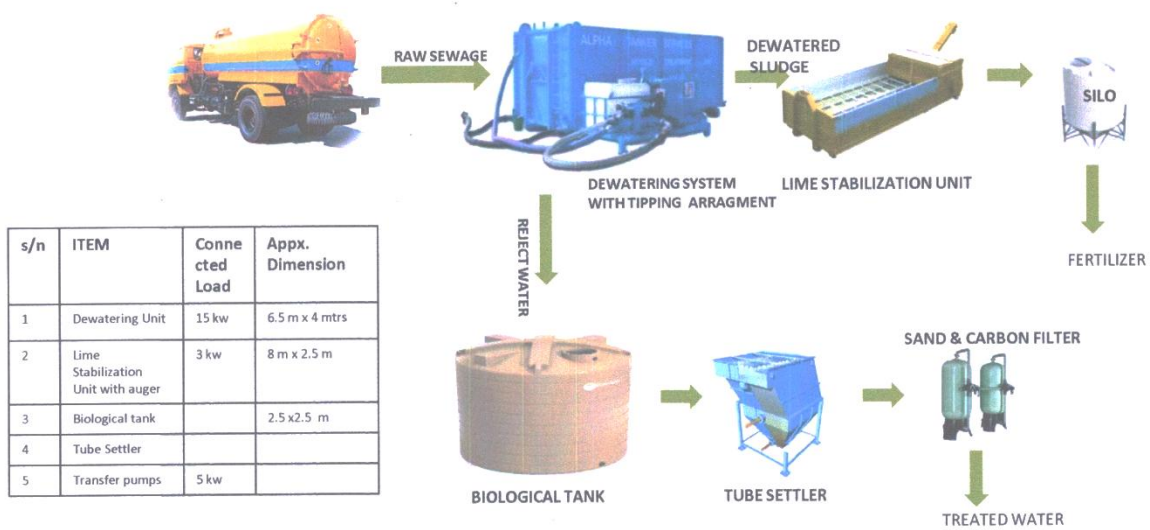 RAW SEWAGE
ALPHA
DEWATERED
SLUDGE
SILO
DEWATERING SYSTEM
WITH TIPPING ARRAGMENT
LIME STABILIZATION UNIT
REJECT WATER
FERTILIZER
s/n ITEM Conne Appx.
cted Dimension
Load
1 Dewatering Unit 15 kw 6.5 m x 4 mtrs
2 Lime 3 kw 8 m x 2.5 m
Stabilization
Unit with auger
3 Biological tank 2.5 x2.5 m
4 Tube Settler
5 Transfer pumps 5 kw
SAND & CARBON FILTER
BIOLOGICAL TANK
TUBE SETTLER
TREATED WATER